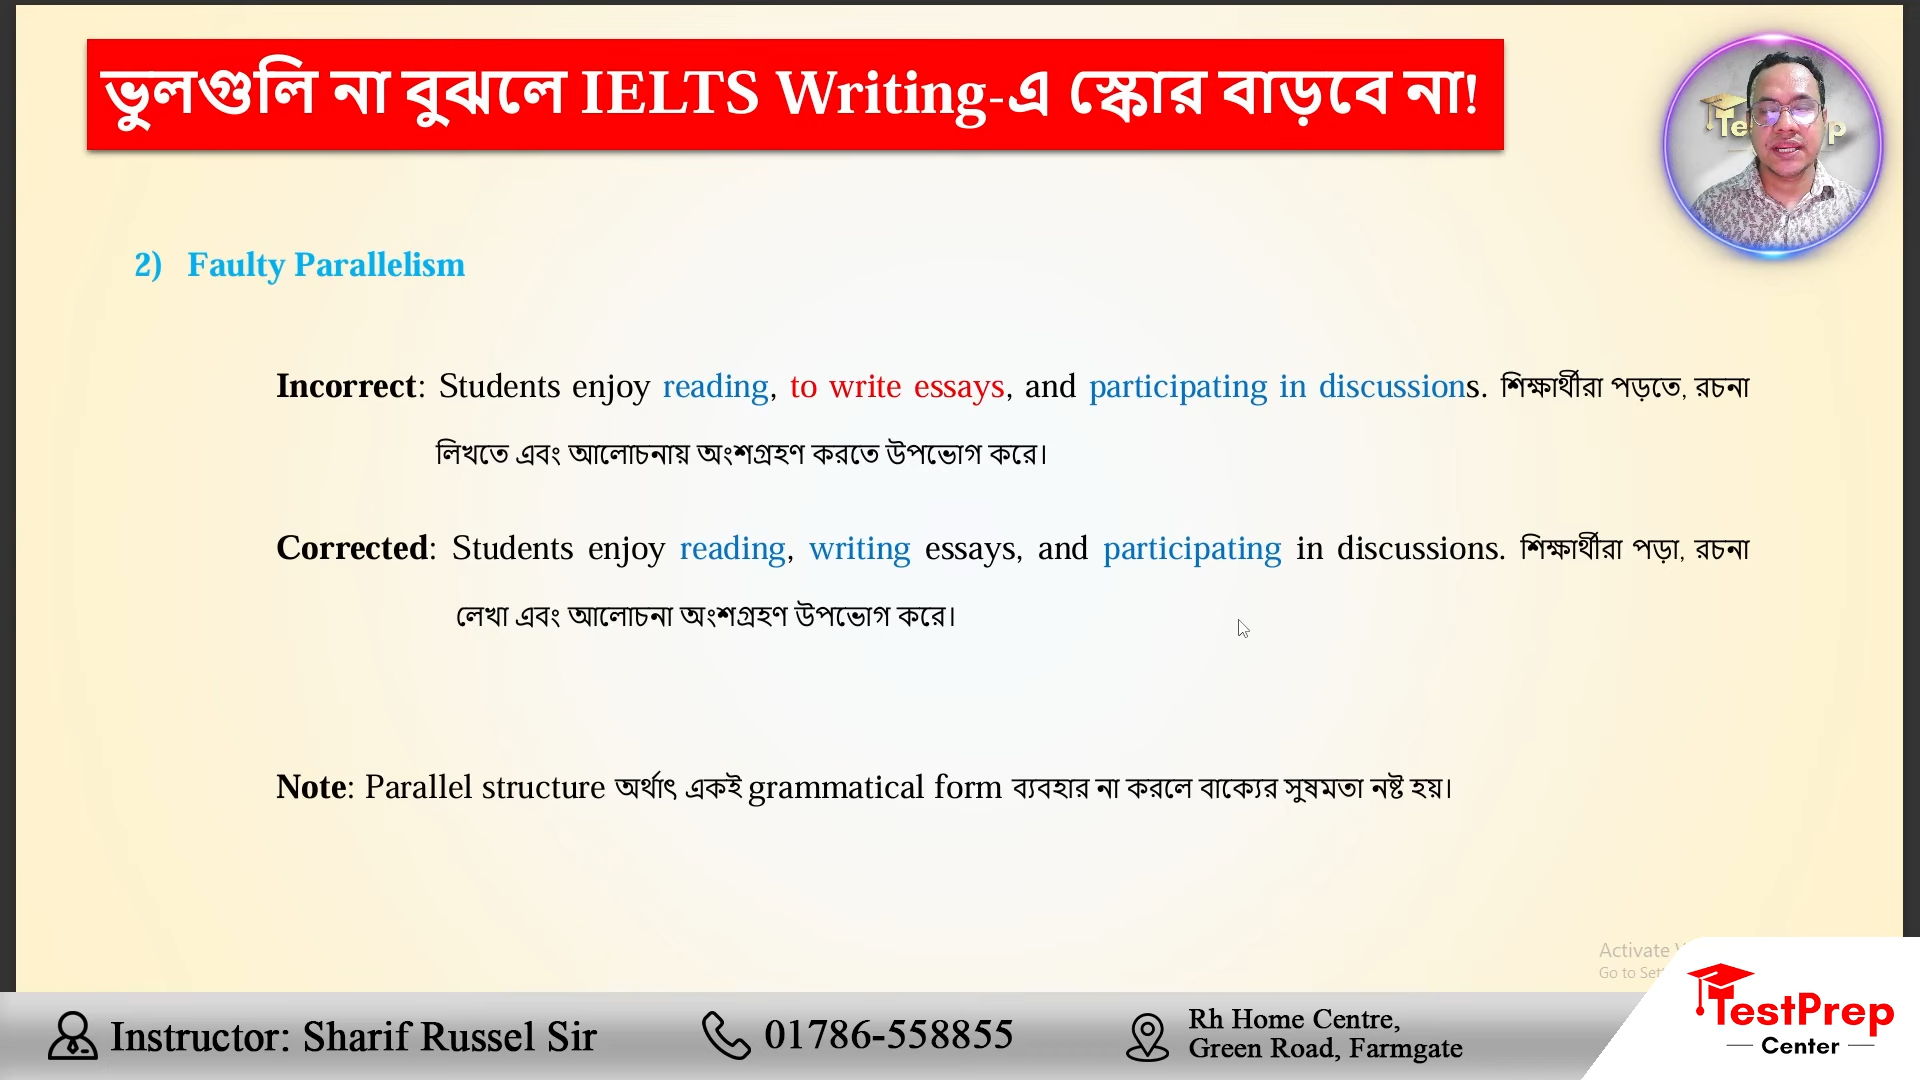 ভুলগুলি না বুঝলে IELTS Writing-এ স্কোর বাড়বে না!
2) Faulty Parallelism
Incorrect: Students enjoy reading, to write essays, and participating in discussions. শিক্ষার্থীরা পড়তে, রচনা
লিখতে এবং আলোচনায় অংশগ্রহণ করতে উপভোগ করে।
Corrected: Students enjoy reading, writing essays, and participating in discussions. শিক্ষার্থীরা পড়া, রচনা
লেখা এবং আলোচনা অংশগ্রহণ উপভোগ করে।
Note: Parallel structure অর্থাৎ একই grammatical form ব্যবহার না করলে বাক্যের সুষমতা নষ্ট হয়।
Activate
Go to
Instructor: Sharif Russel Sir
01786-558855
Rh Home Centre,
Green Road, Farmgate
TestPrep
Center